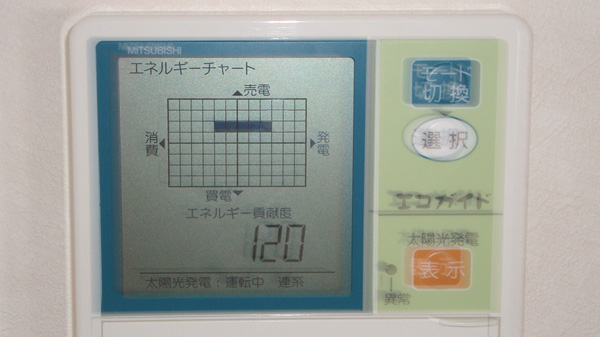 MITSUBISHI
エネルギーチャート
売電
消費
発電
買電
エネルギー貢献度
120
太陽光発電：運転中 連系
モード
切換
選択
エコガイド
太陽光発電
表示
異常